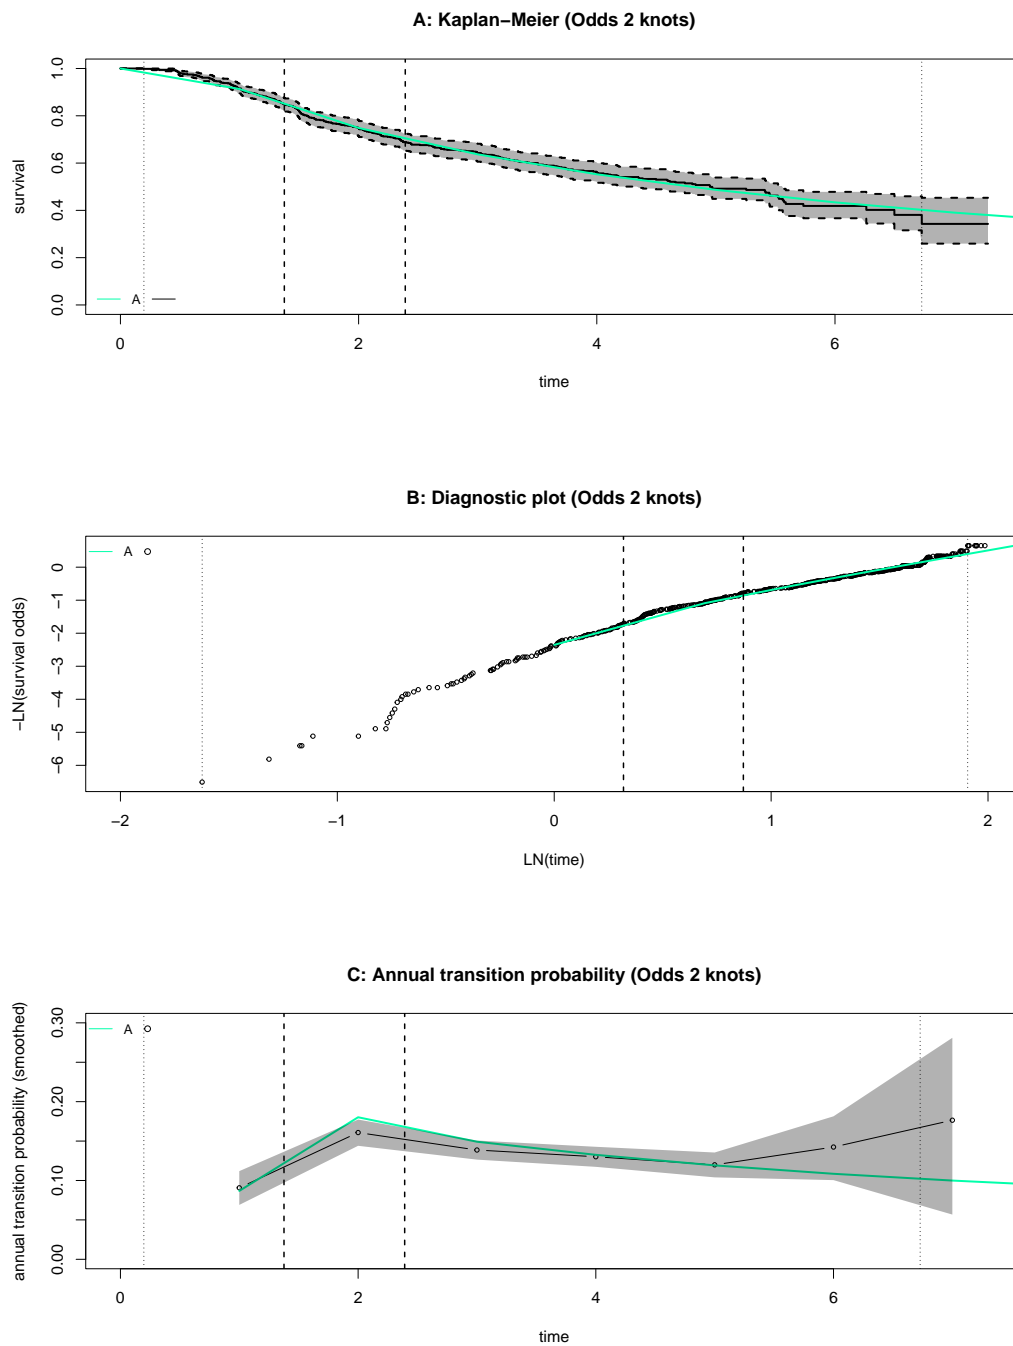 A: Kaplan−Meier (Odds 2 knots)
survival
0.0 0.2 0.4 0.6 0.8 1.0
A
0 2 4 6
time
B: Diagnostic plot (Odds 2 knots)
−LN(survival odds)
−6 −5 −4 −3 −2 −1 0
A
−2 −1 0 1 2
LN(time)
C: Annual transition probability (Odds 2 knots)
annual transition probability (smoothed)
0.00 0.10 0.20 0.30
A
0 2 4 6
time